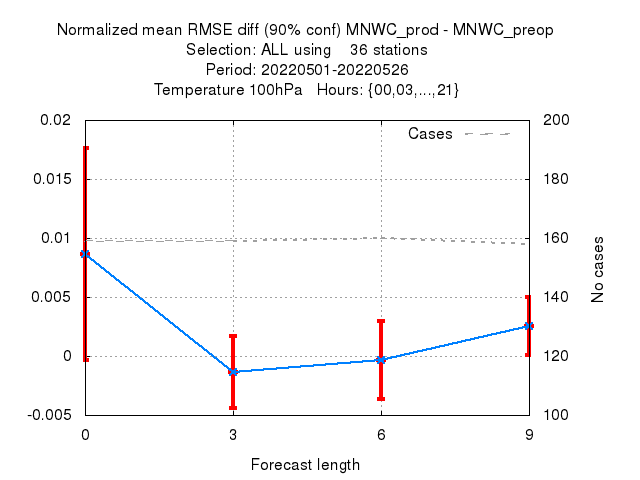 Normalized mean RMSE diff (90% conf) MNWC_prod - MNWC_preop
Selection: ALL using 36 stations
Period: 20220501-20220526
Temperature 100hPa Hours: {00,03,...,21}
Cases
0.02
0.015
0.01
0.005
0
-0.005
200
180
160
140
120
100
No cases
0 3 6 9
Forecast length